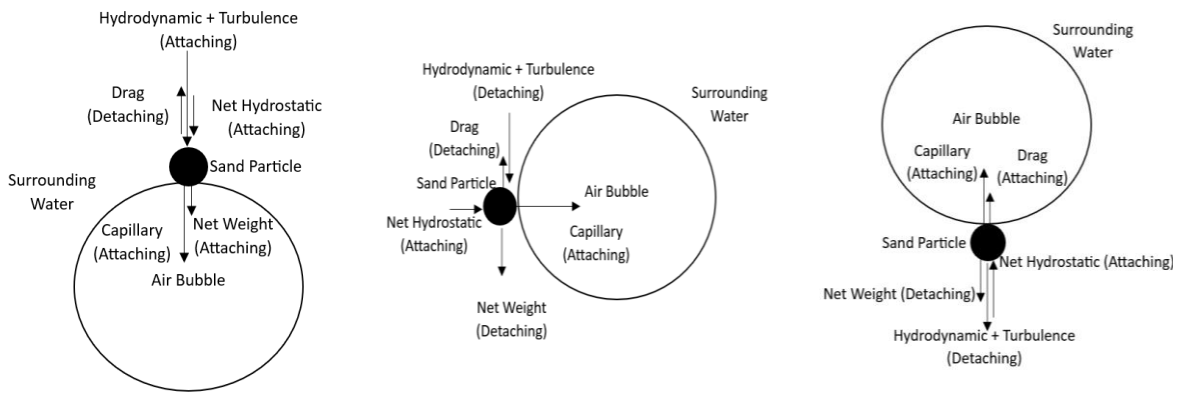 Hydrodynamic + Turbulence
(Attaching)
Drag
(Detaching)
Net Hydrostatic
(Attaching)
Sand Particle
Surrounding
Water
Capillary
(Attaching)
Net Weight
(Attaching)
Air Bubble
Hydrodynamic + Turbulence
(Detaching)
Surrounding
Water
Drag
(Detaching)
Sand Particle
Air Bubble
Net Hydrostatic
(Attaching)
Capillary
(Attaching)
Net Weight
(Detaching)
Surrounding
Water
Air Bubble
Capillary
(Attaching)
Drag
(Attaching)
Sand Particle
Net Hydrostatic (Attaching)
Net Weight (Detaching)
Hydrodynamic + Turbulence
(Detaching)